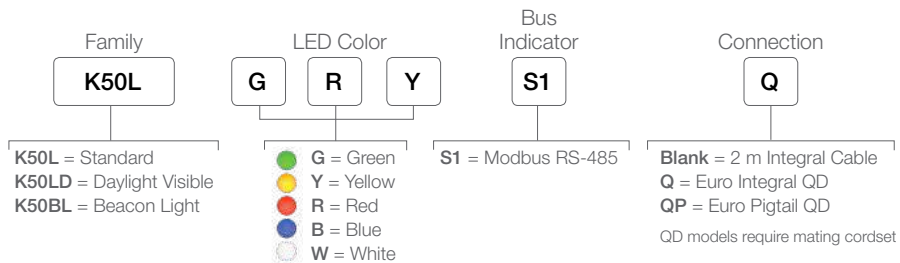 Family
LED Color
Bus
Indicator
Connection
K50L
G
R
Y
S1
Q
K50L = Standard
K50LD = Daylight Visible
K50BL = Beacon Light
G = Green
Y = Yellow
R = Red
B = Blue
W = White
S1 = Modbus RS-485
Blank = 2 m Integral Cable
Q = Euro Integral QD
QP = Euro Pigtail QD
QD models require mating cordset